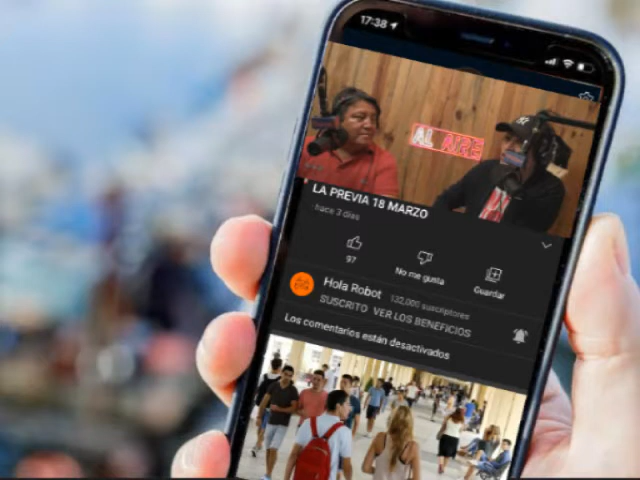 17:38
AL AIRE
LA PREVIA 18 MARZO
hace 3 días
97
No me gusta
Guardar
Hola Robot 132,000 suscriptores
SUSCRITO VER LOS BENEFICIOS
Los comentarios están desactivados